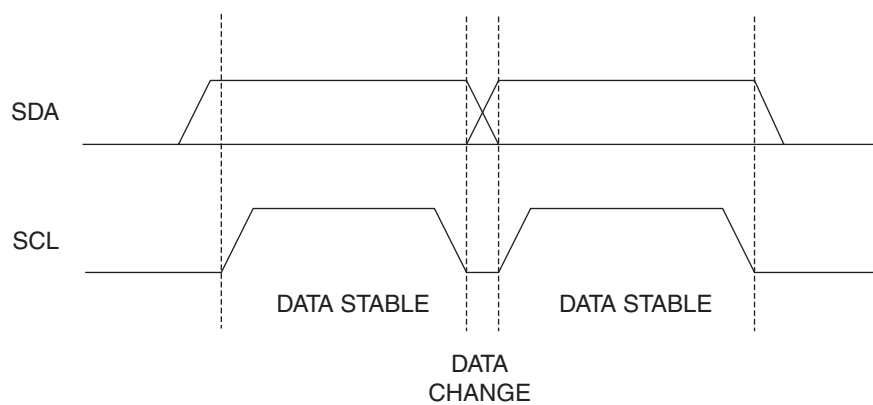 SDA
SCL
DATA STABLE
DATA STABLE
DATA
CHANGE